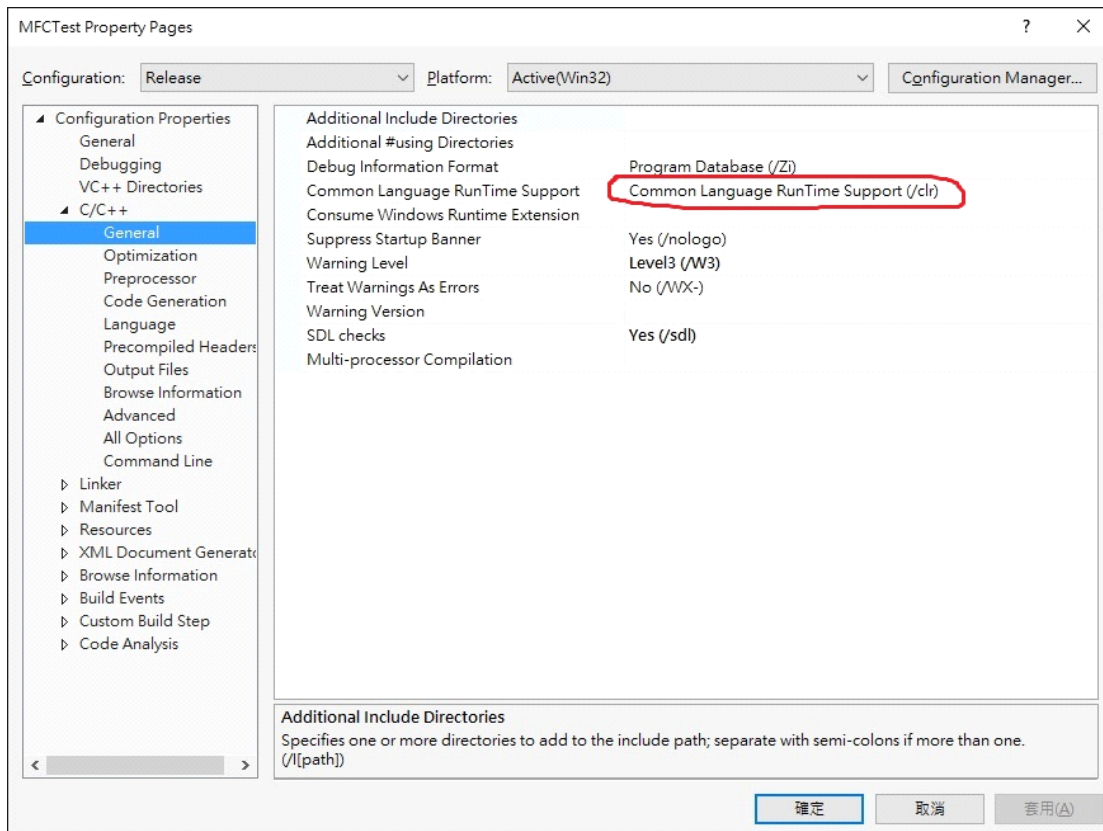 MFCTest Property Pages
?
Configuration: Release Platform: Active(Win32) Configuration Manager...
Configuration Properties
General
Debugging
VC++ Directories
C/C++
General
Optimization
Preprocessor
Code Generation
Language
Precompiled Headers
Output Files
Browse Information
Advanced
All Options
Command Line
Linker
Manifest Tool
Resources
XML Document Generato
Browse Information
Build Events
Custom Build Step
Code Analysis
Additional Include Directories
Additional #using Directories
Debug Information Format Program Database (/Zi)
Common Language RunTime Support Common Language RunTime Support (/clr)
Consume Windows Runtime Extension
Suppress Startup Banner Yes (/nologo)
Warning Level Level3 (/W3)
Treat Warnings As Errors No (/WX-)
Warning Version
SDL checks Yes (/sdl)
Multi-processor Compilation
Additional Include Directories
Specifies one or more directories to add to the include path; separate with semi-colons if more than one.
(/I[path])
確定 取消 套用(A)